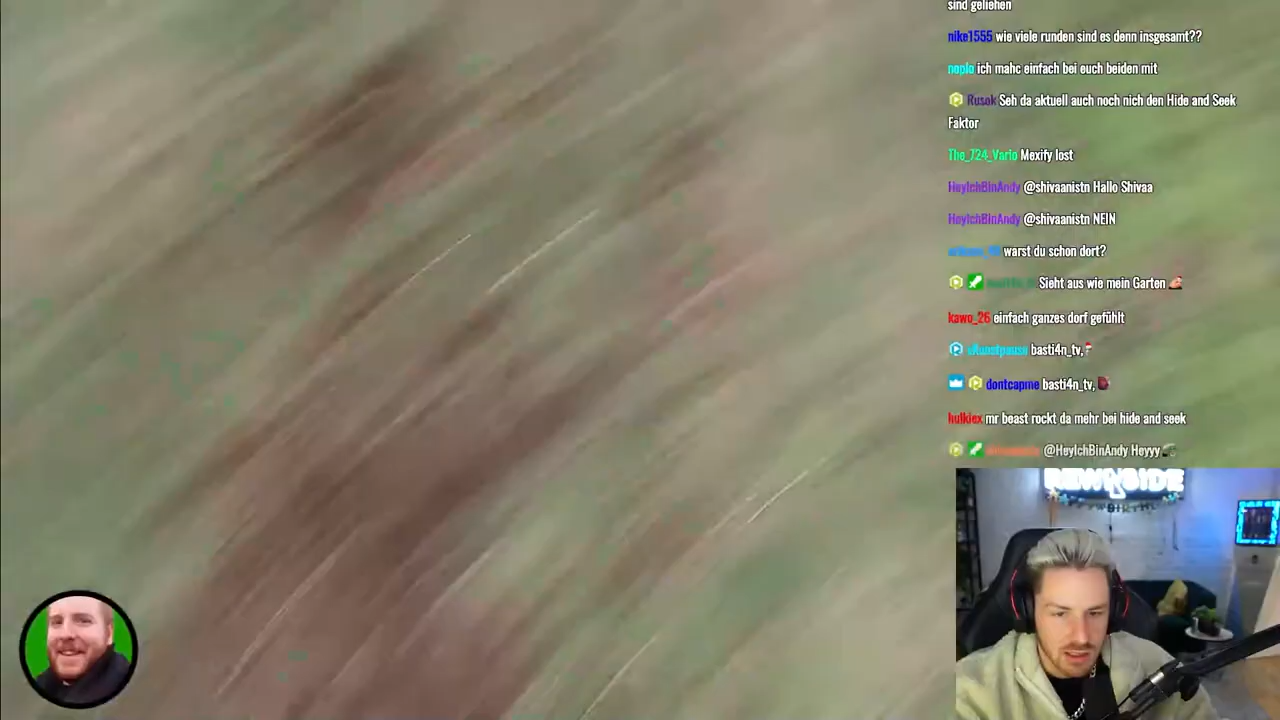 sind geliehen
nike1555 wie viele runden sind es denn insgesamt??
noplo ich mahc einfach bei euch beiden mit
Rusok Seh da aktuell auch noch nich den Hide and Seek
Faktor
The_724_Vario Mexify lost
HeyIchBinAndy @shivaanistn Hallo Shivaa
HeyIchBinAndy @shivaanistn NEIN
warst du schon dort?
Sieht aus wie mein Garten
kawo_26 einfach ganzes dorf gefühlt
basti4n_tv,
dontcapme basti4n_tv,
hulkiex mr beast rockt da mehr bei hide and seek
@HeyIchBinAndy Heyyy
REWINSIDE